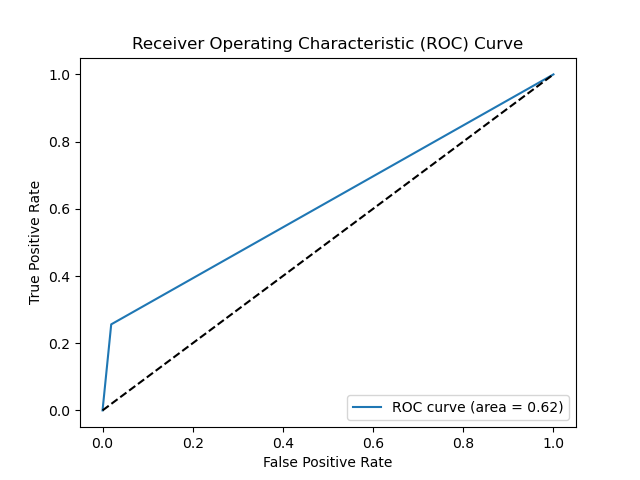 Receiver Operating Characteristic (ROC) Curve
1.0
0.8
0.6
0.4
0.2
0.0
True Positive Rate
ROC curve (area = 0.62)
0.0 0.2 0.4 0.6 0.8 1.0
False Positive Rate